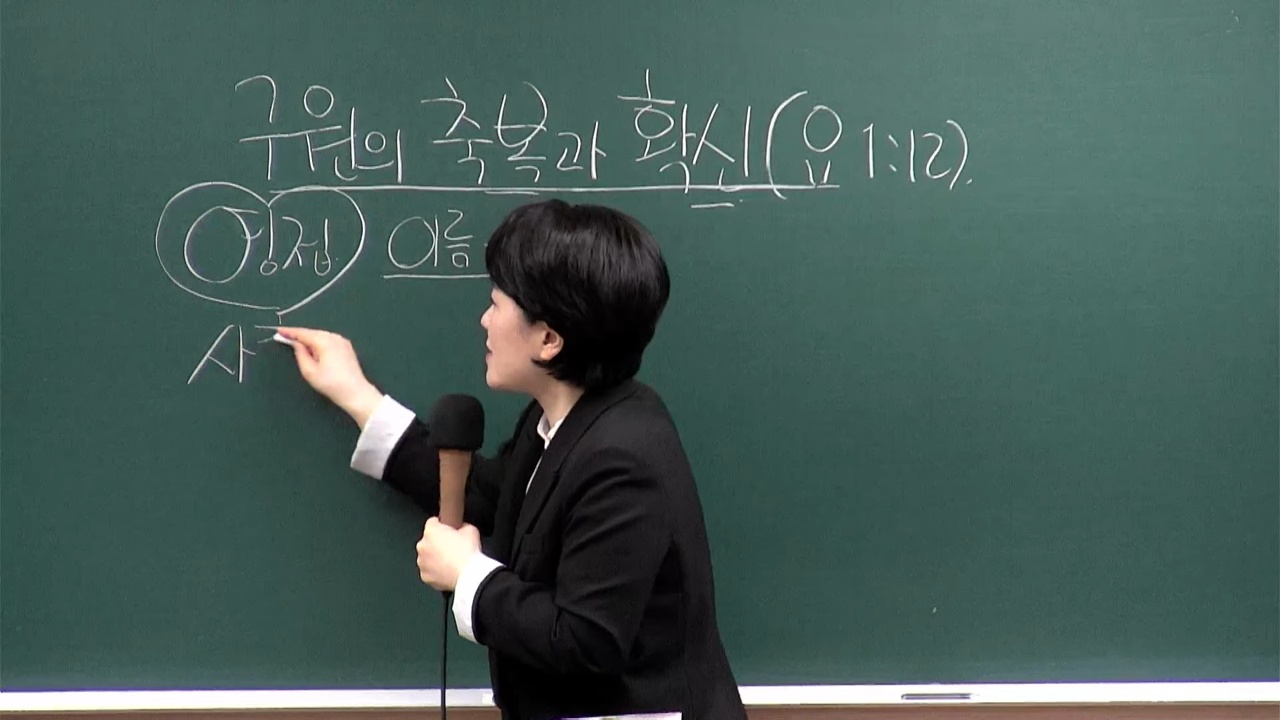 구원의 축복과 확신(요 1:12).
영접 이름
사